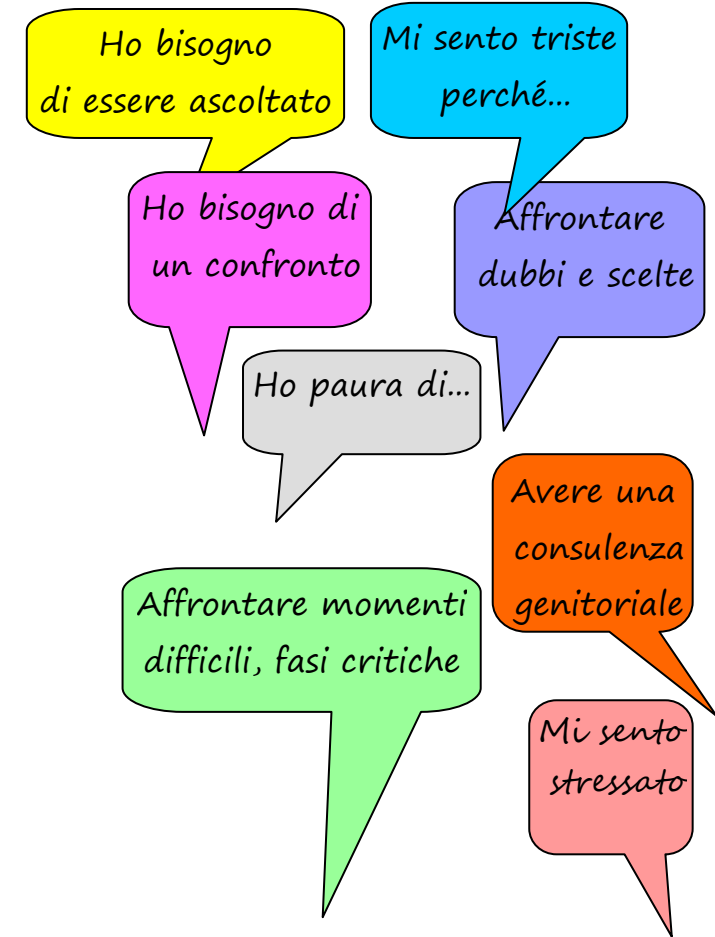 Ho bisogno
di essere ascoltato
Mi sento triste
perché...
Ho bisogno di
un confronto
Affrontare
dubbi e scelte
Ho paura di...
Avere una
consulenza
genitoriale
Affrontare momenti
difficili, fasi critiche
Mi sento
stressato